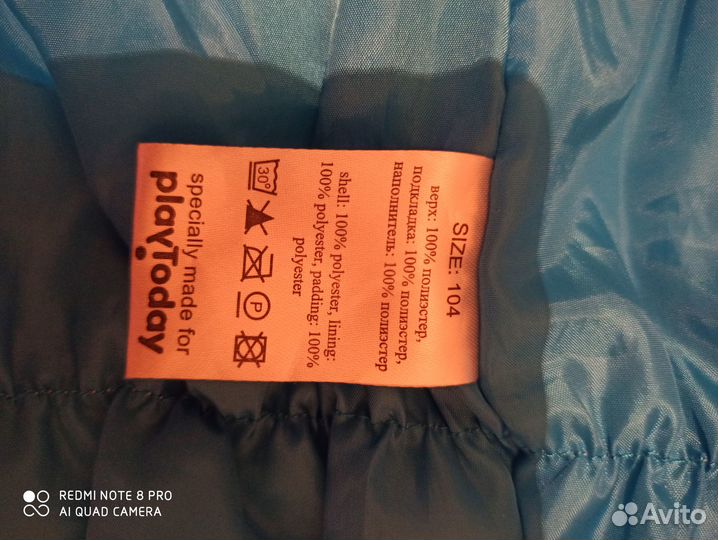 SIZE: 104
верх: 100% полиэстер,
подкладка: 100% полиэстер,
наполнитель: 100% полиэстер
shell: 100% polyester, lining:
100% polyester, padding: 100%
polyester
30°
P
specially made for
playToday
REDMI NOTE 8 PRO
AI QUAD CAMERA
Avito